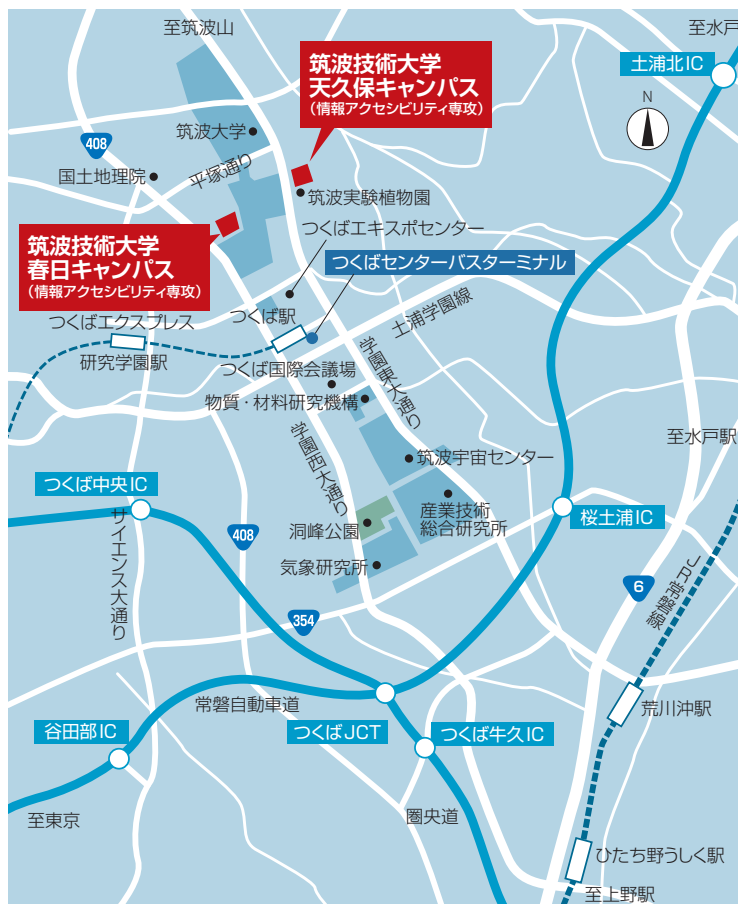 至筑波山
至水戸
筑波技術大学
天久保キャンパス
(情報アクセシビリティ専攻)
土浦北IC
N
筑波大学
408
平塚通り
国土地理院
筑波実験植物園
つくばエキスポセンター
筑波技術大学
春日キャンパス
(情報アクセシビリティ専攻)
つくばセンターバスターミナル
つくば駅
つくばエクスプレス
土浦学園線
研究学園駅
学園東大通り
つくば国際会議場
物質・材料研究機構
学園西大通り
至水戸駅
筑波宇宙センター
つくば中央IC
産業技術
総合研究所
桜土浦IC
サイエンス大通り
洞峰公園
408
気象研究所
6
JR常磐線
354
常磐自動車道
荒川沖駅
谷田部IC
つくばJCT
つくば牛久IC
至東京
圏央道
ひたち野うしく駅
至上野駅